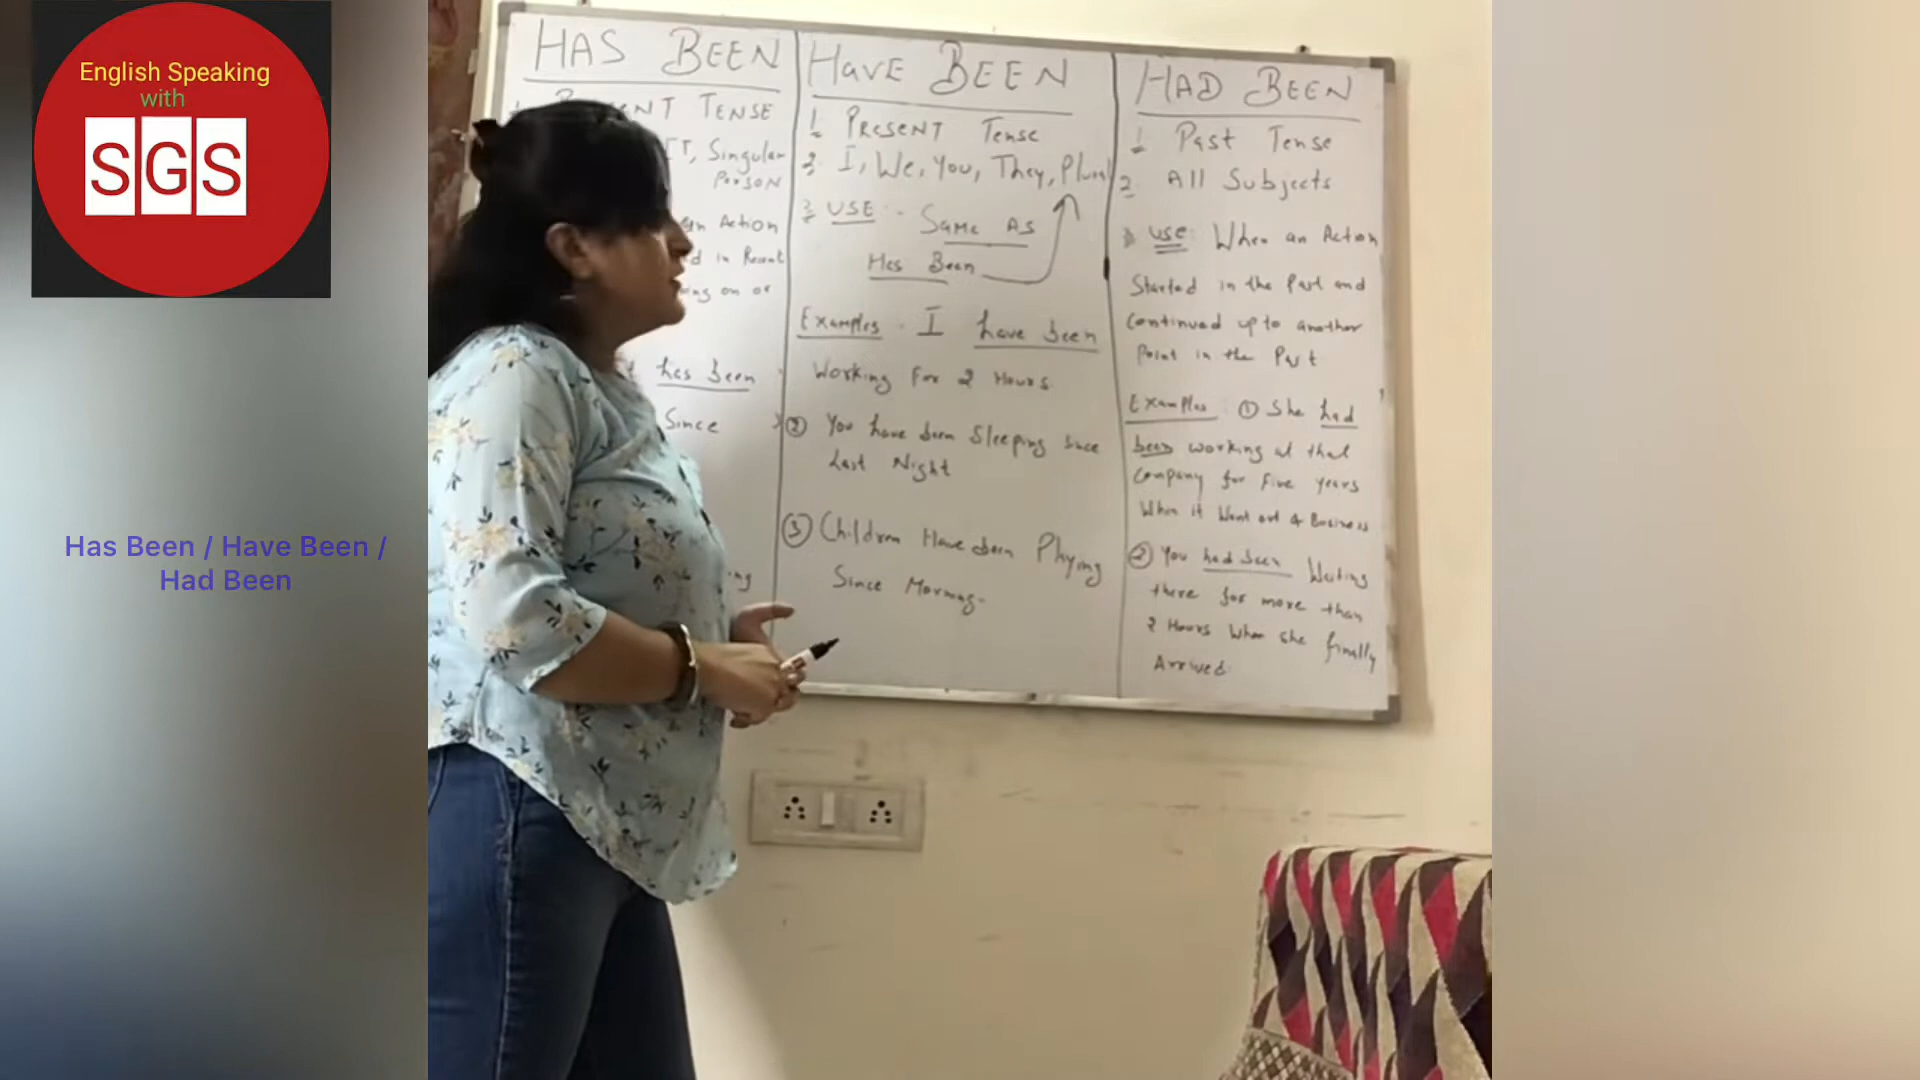 English Speaking
with
SGS
Has Been / Have Been /
Had Been
HAS BEEN
TENSE
IT, Singular
Person
an Action
in Recent
on or
has been
Since
HAVE BEEN
1 PRESENT Tense
2 I, We, You, They, Plural
3 USE :- Same As
Has Been
Examples - I have been
Working For 2 Hours.
② You have been Sleeping Since
Last Night
③ Children Have been Playing
Since Morning.
HAD BEEN
1 Past Tense
2 All Subjects
3 USE: When an Action
Started in the Past and
Continued up to another
Point in the Past
Examples ① She had
been working at that
Company for Five years
When it Went out of Business
② You had been Waiting
there for more than
2 Hours When she finally
Arrived.